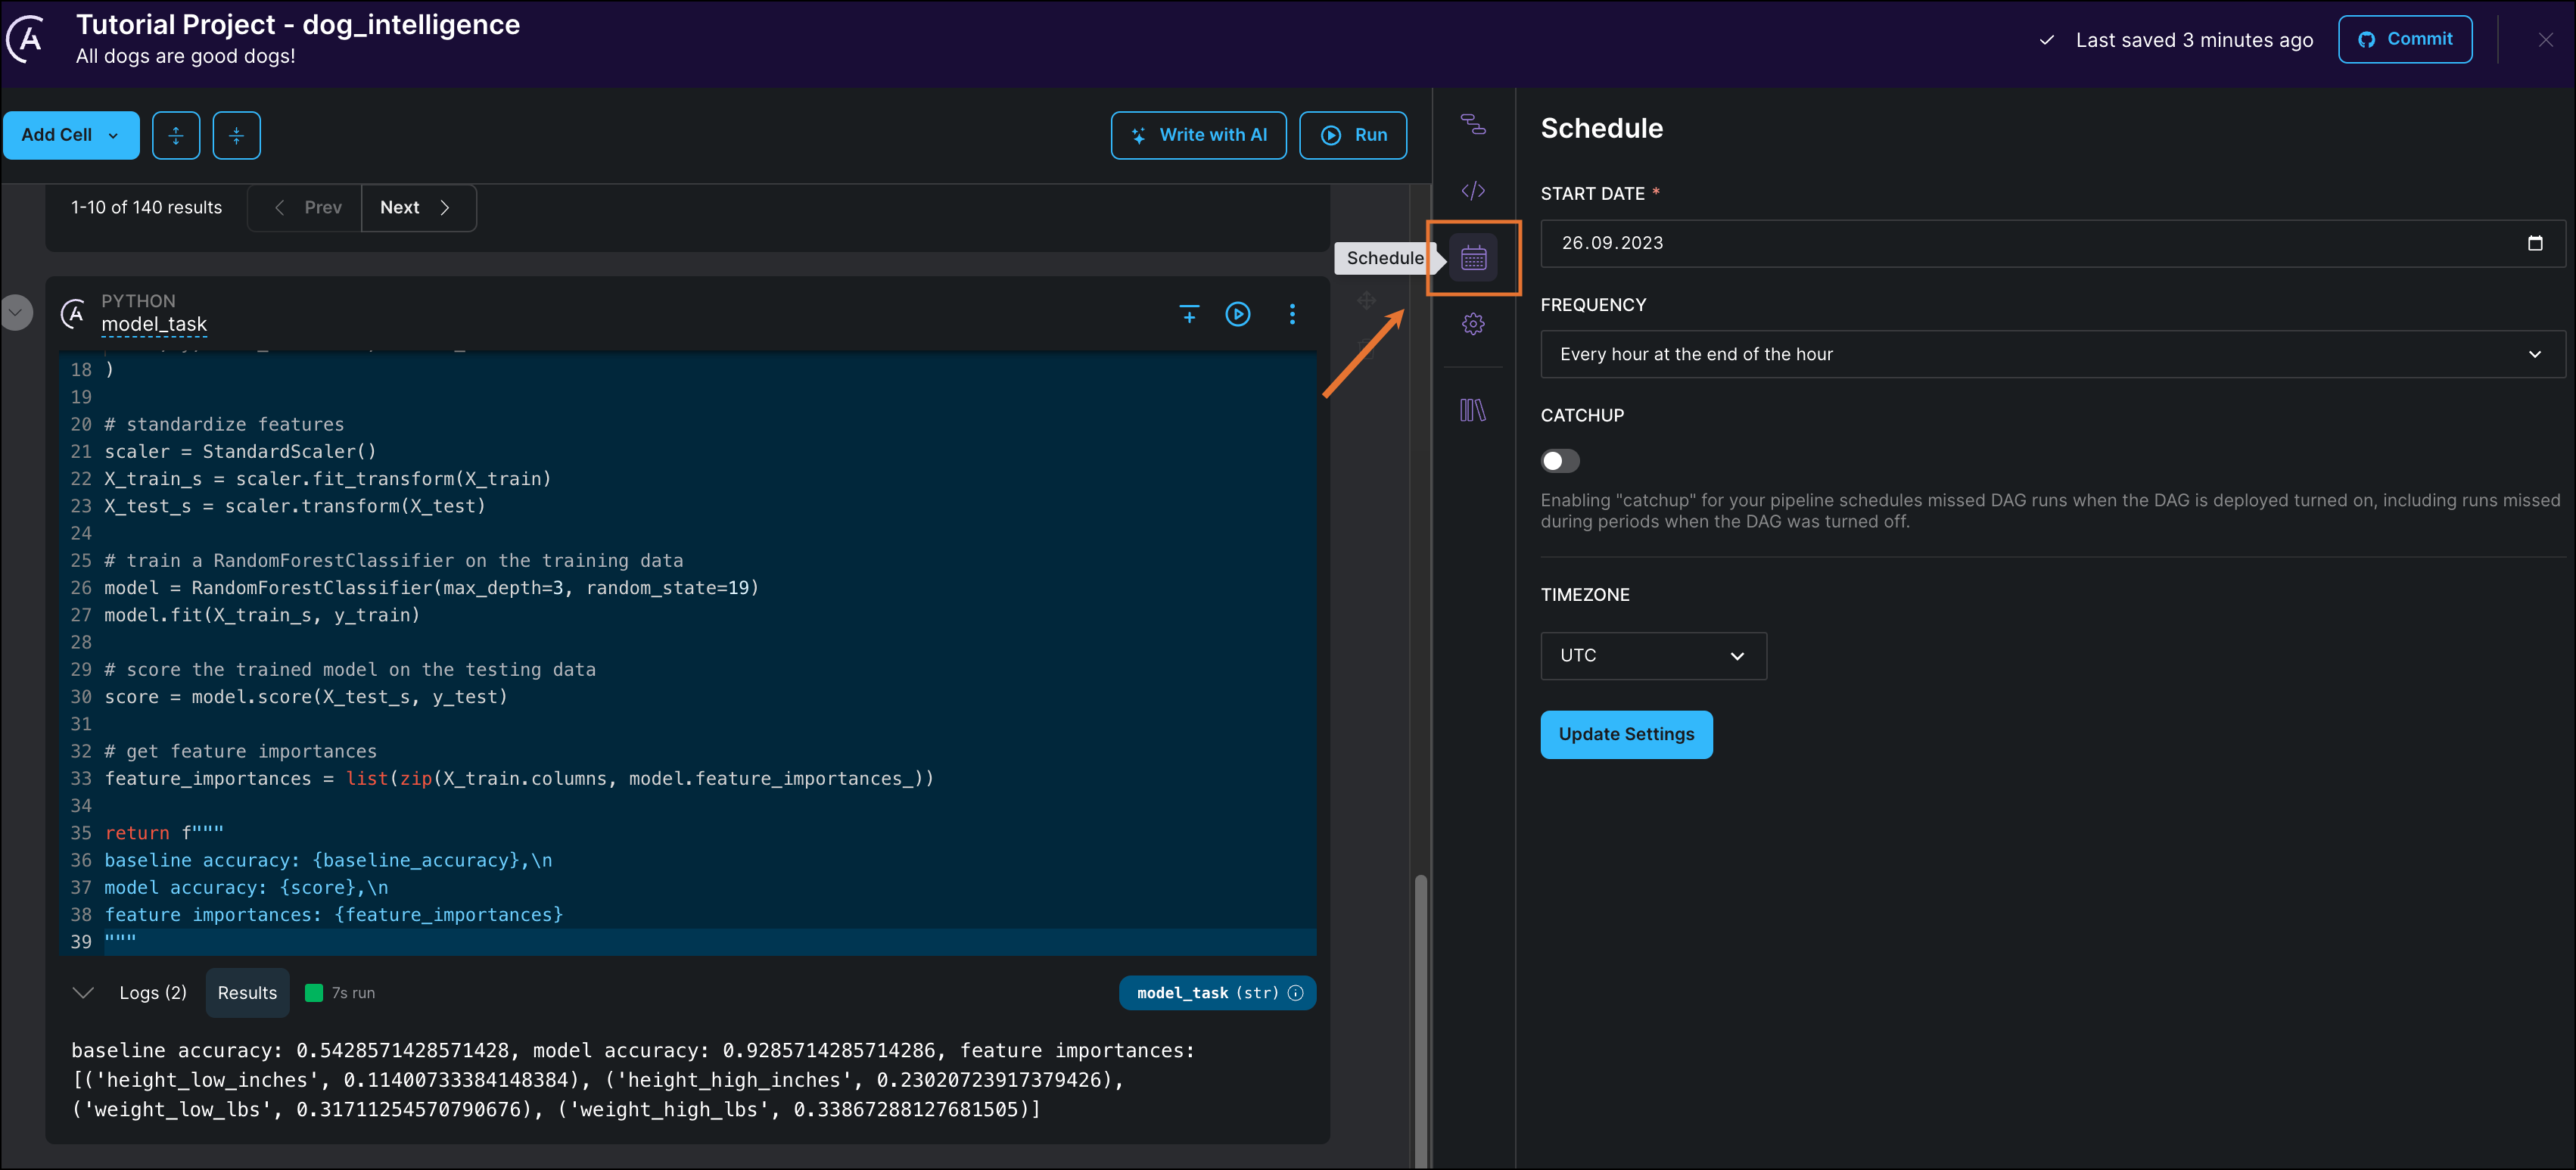 Tutorial Project - dog_intelligence
All dogs are good dogs!
Last saved 3 minutes ago
Commit
Add Cell
Write with AI
Run
1-10 of 140 results
Prev
Next
Schedule
PYTHON
model_task
18 )
19
20 # standardize features
21 scaler = StandardScaler()
22 X_train_s = scaler.fit_transform(X_train)
23 X_test_s = scaler.transform(X_test)
24
25 # train a RandomForestClassifier on the training data
26 model = RandomForestClassifier(max_depth=3, random_state=19)
27 model.fit(X_train_s, y_train)
28
29 # score the trained model on the testing data
30 score = model.score(X_test_s, y_test)
31
32 # get feature importances
33 feature_importances = list(zip(X_train.columns, model.feature_importances_))
34
35 return f"""
36 baseline accuracy: {baseline_accuracy},\n
37 model accuracy: {score},\n
38 feature importances: {feature_importances}
39 """
Logs (2)
Results
7s run
model_task (str)
baseline accuracy: 0.5428571428571428, model accuracy: 0.9285714285714286, feature importances:
[('height_low_inches', 0.11400733384148384), ('height_high_inches', 0.23020723917379426),
('weight_low_lbs', 0.31711254570790676), ('weight_high_lbs', 0.33867288127681505)]
Schedule
START DATE *
26.09.2023
FREQUENCY
Every hour at the end of the hour
CATCHUP
Enabling "catchup" for your pipeline schedules missed DAG runs when the DAG is deployed turned on, including runs missed
during periods when the DAG was turned off.
TIMEZONE
UTC
Update Settings